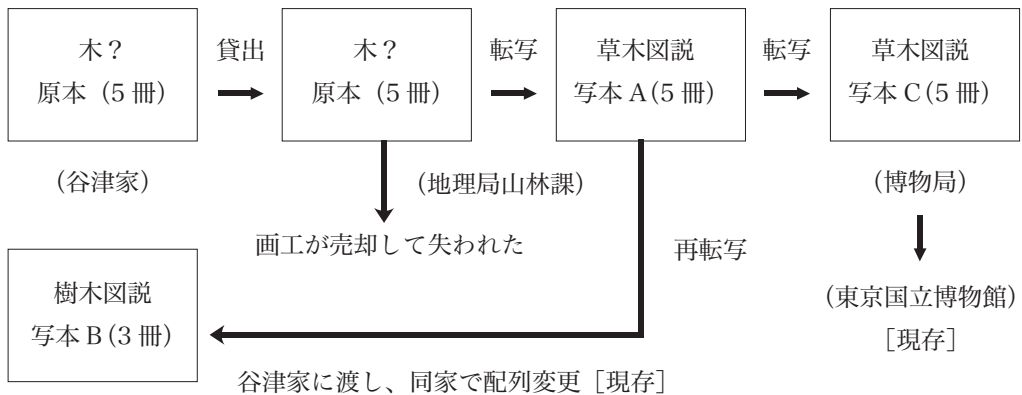 木？
原本（5 冊）
貸出
木？
原本（5 冊）
転写
草木図説
写本 A（5 冊）
転写
草木図説
写本 C（5 冊）
（谷津家）
（地理局山林課）
（博物局）
画工が売却して失われた
再転写
樹木図説
写本 B（3 冊）
（東京国立博物館）
［現存］
谷津家に渡し、同家で配列変更［現存］